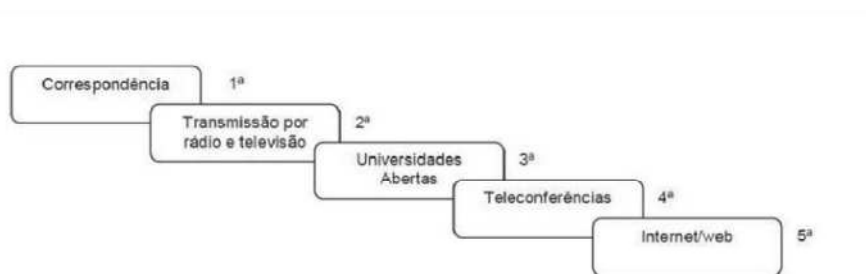 Correspondência 1ª
Transmissão por 2ª
rádio e televisão
Universidades 3ª
Abertas
Teleconferências 4ª
Internet/web 5ª